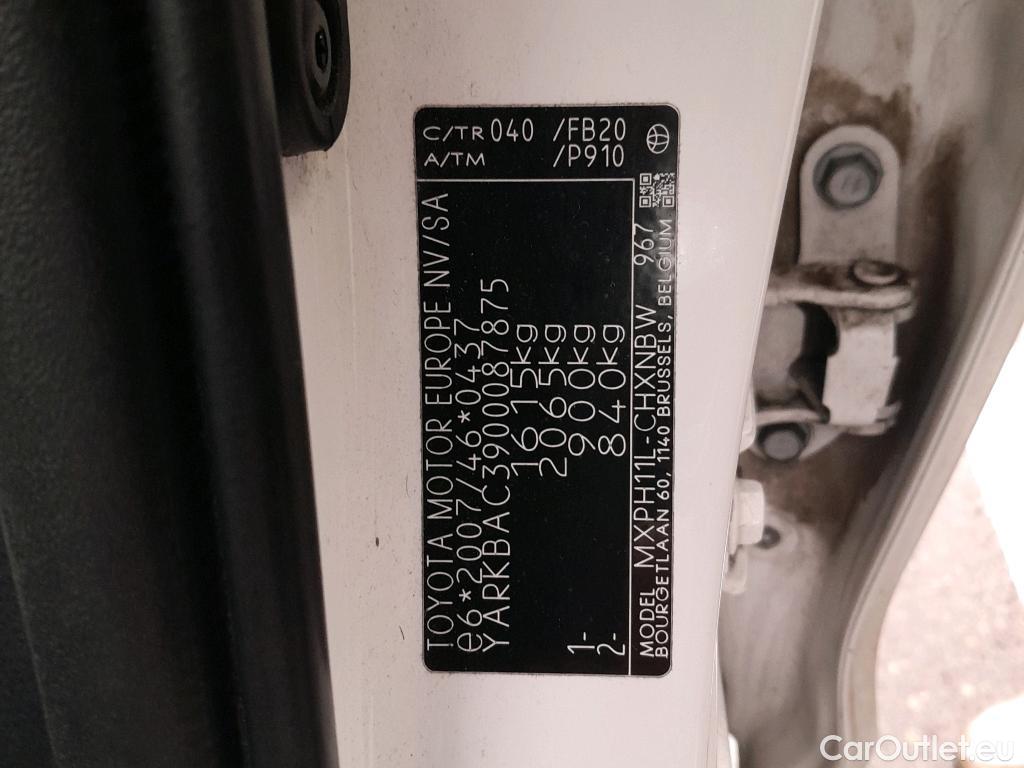 C/TR 040 /FB20
A/TM /P910
TOYOTA MOTOR EUROPE NV/SA
e6*2007/46*0437
YARKBAC3900087875
1615kg
2065kg
1- 900kg
2- 840kg
MODEL MXPH11L-CHXNBW 967
BOURGETLAAN 60, 1140 BRUSSELS, BELGIUM
CarOutlet.eu